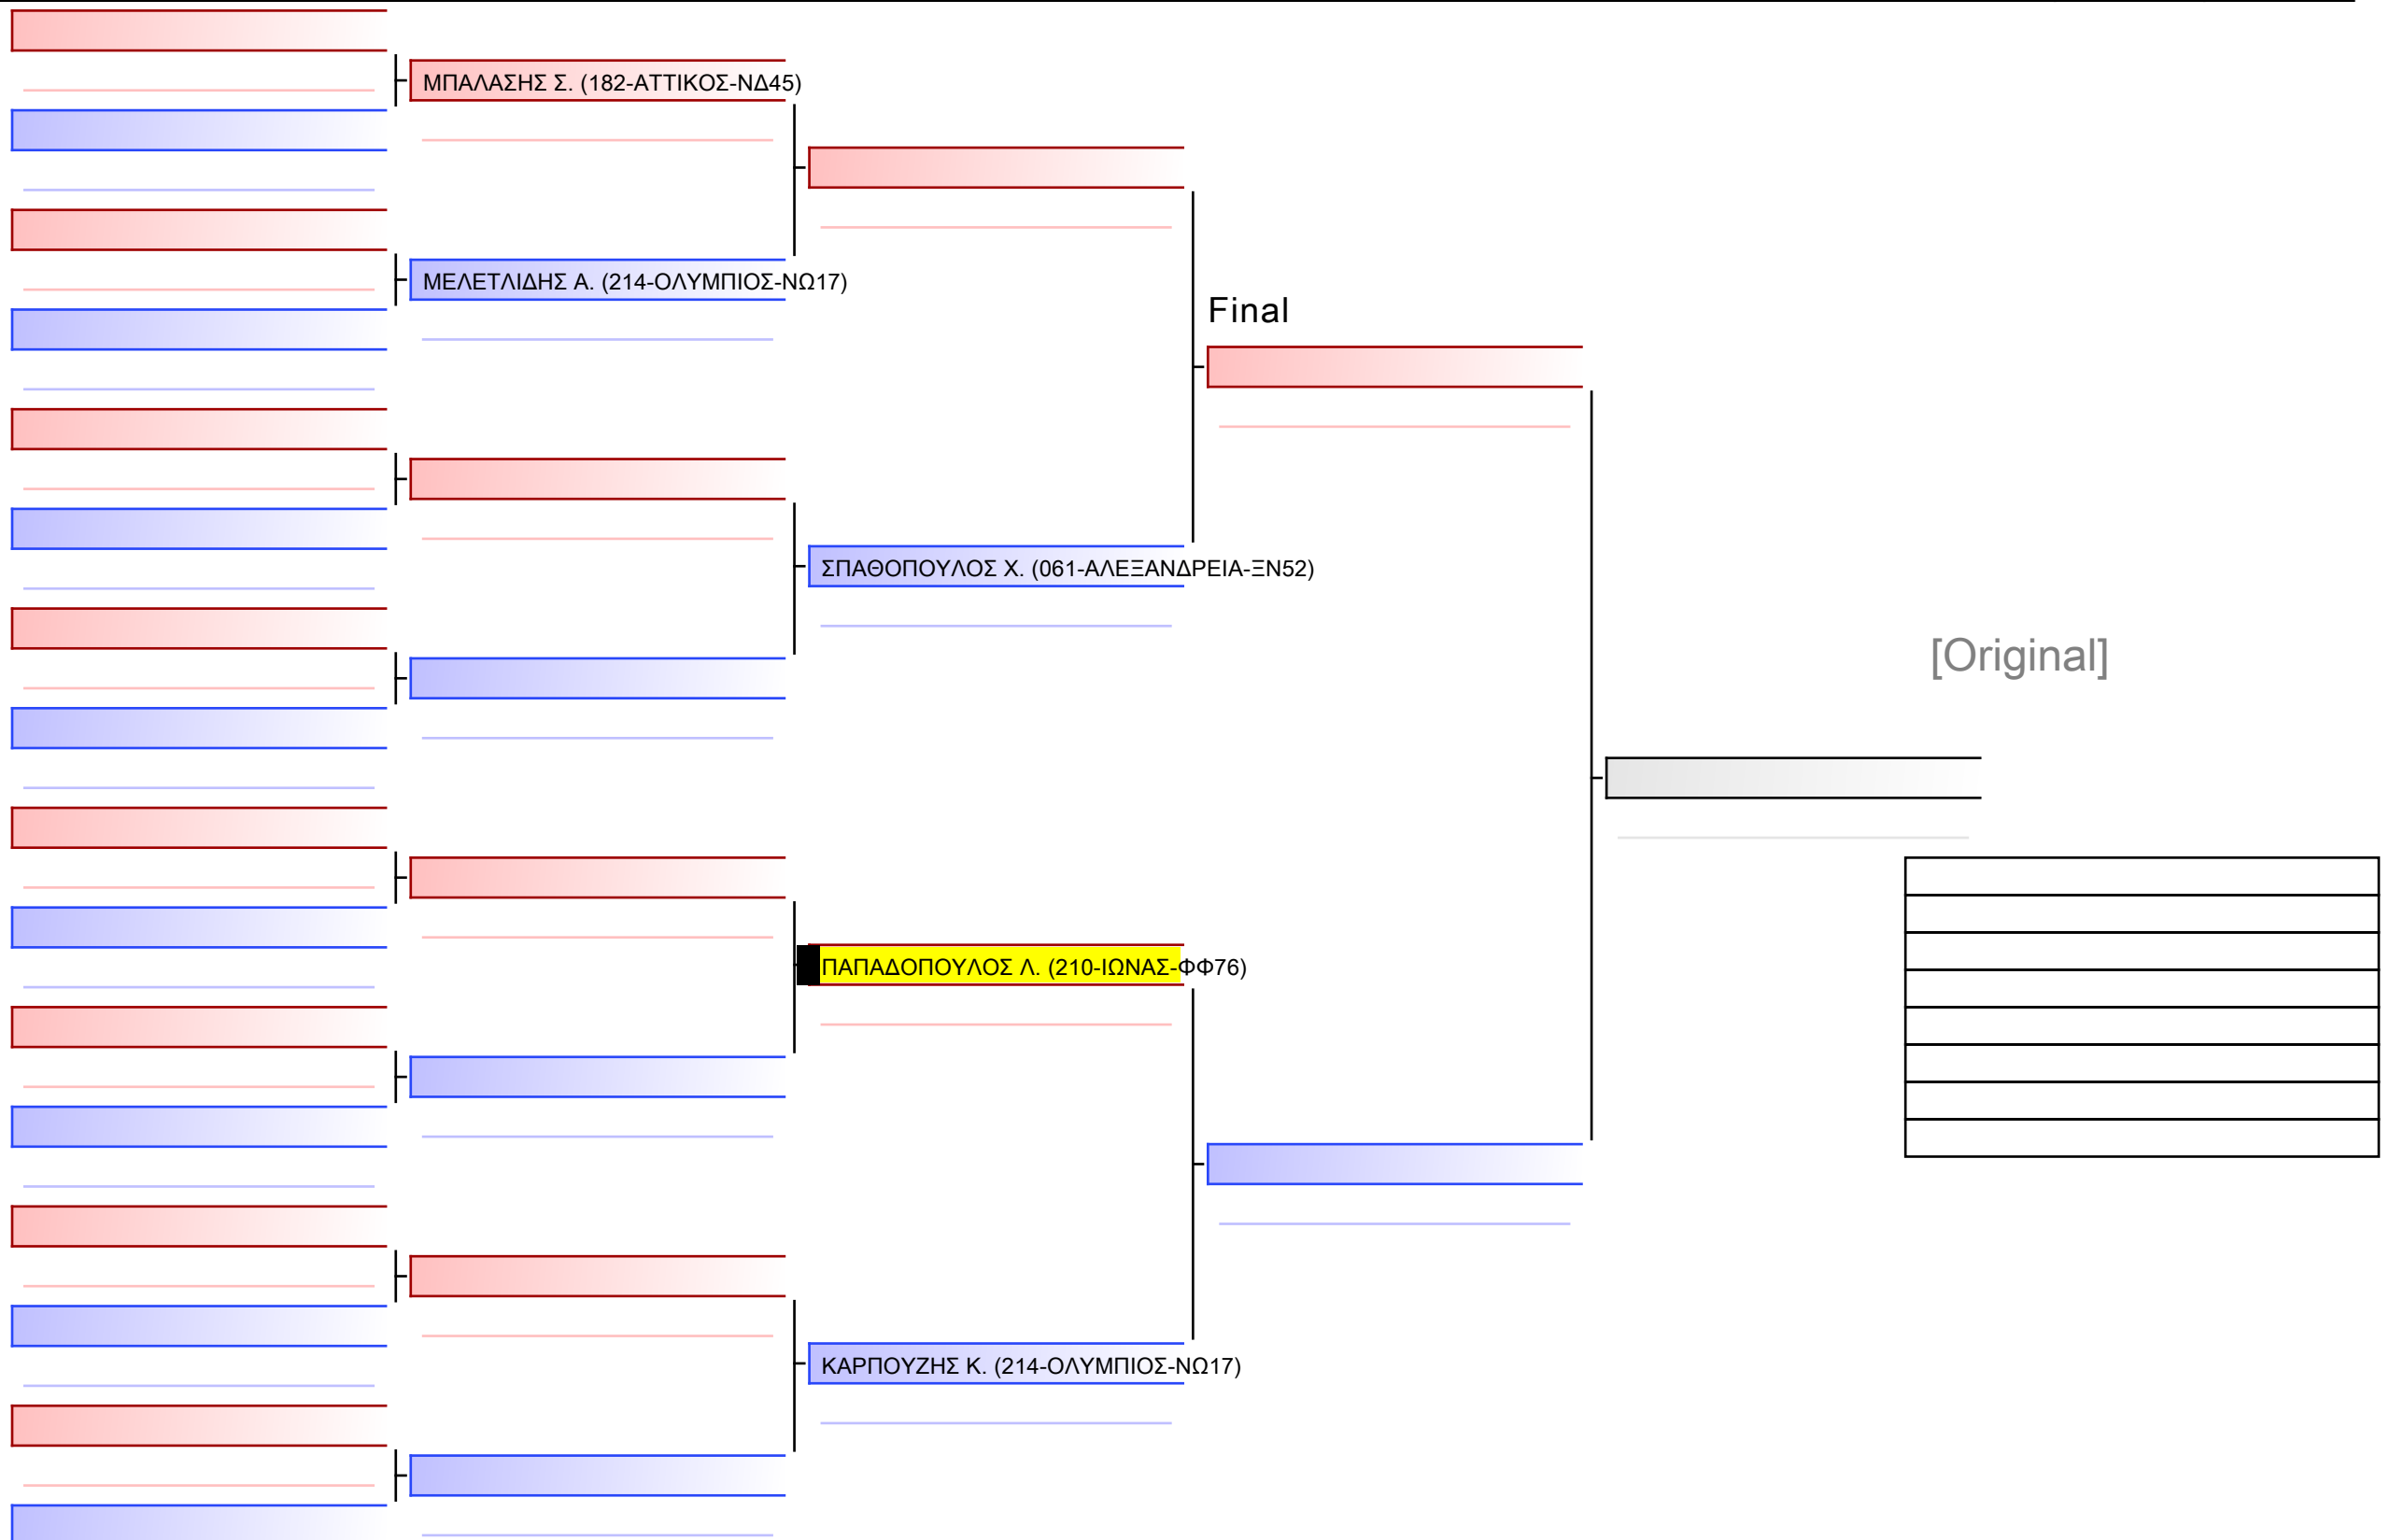 ΜΠΑΛΑΣΗΣ Σ. (182-ΑΤΤΙΚΟΣ-ΝΔ45)
ΜΕΛΕΤΛΙΔΗΣ Α. (214-ΟΛΥΜΠΙΟΣ-ΝΩ17)
Final
ΣΠΑΘΟΠΟΥΛΟΣ Χ. (061-ΑΛΕΞΑΝΔΡΕΙΑ-ΞΝ52)
[Original]
ΠΑΠΑΔΟΠΟΥΛΟΣ Λ. (210-ΙΩΝΑΣ-ΦΦ76)
ΚΑΡΠΟΥΖΗΣ Κ. (214-ΟΛΥΜΠΙΟΣ-ΝΩ17)